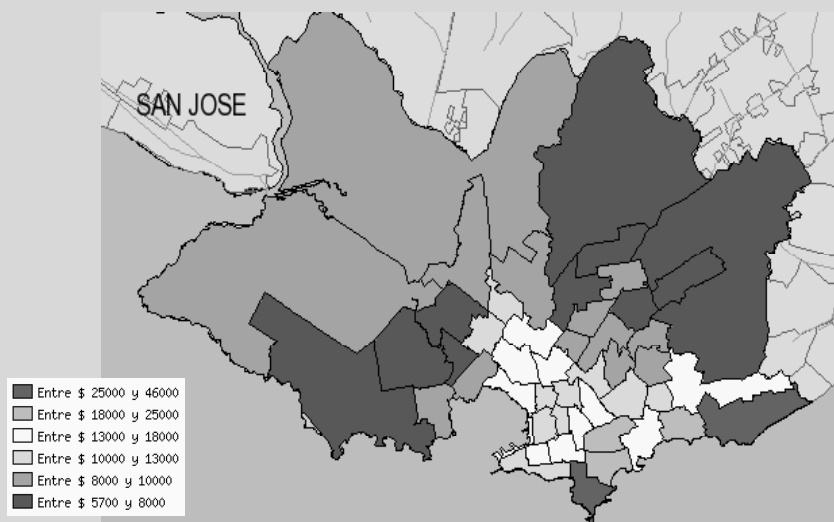 SAN JOSE
Entre $ 25000 y 46000
Entre $ 18000 y 25000
Entre $ 13000 y 18000
Entre $ 10000 y 13000
Entre $ 8000 y 10000
Entre $ 5700 y 8000